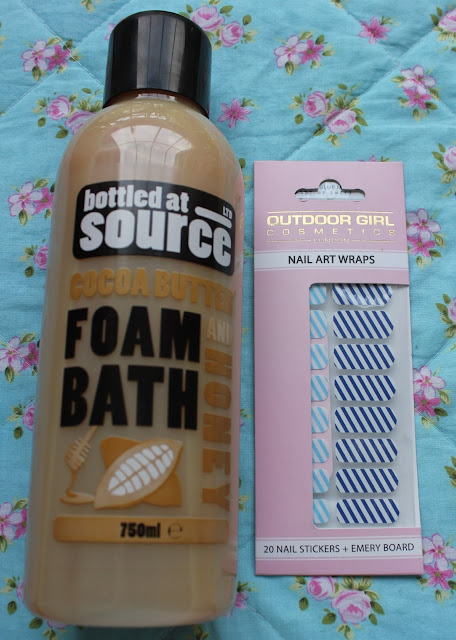 bottled at
source LTD
COCOA BUTTER
AND HONEY
FOAM
BATH
750ml ℮
OUTDOOR GIRL
COSMETICS
LONDON
NAIL ART WRAPS
20 NAIL STICKERS + EMERY BOARD